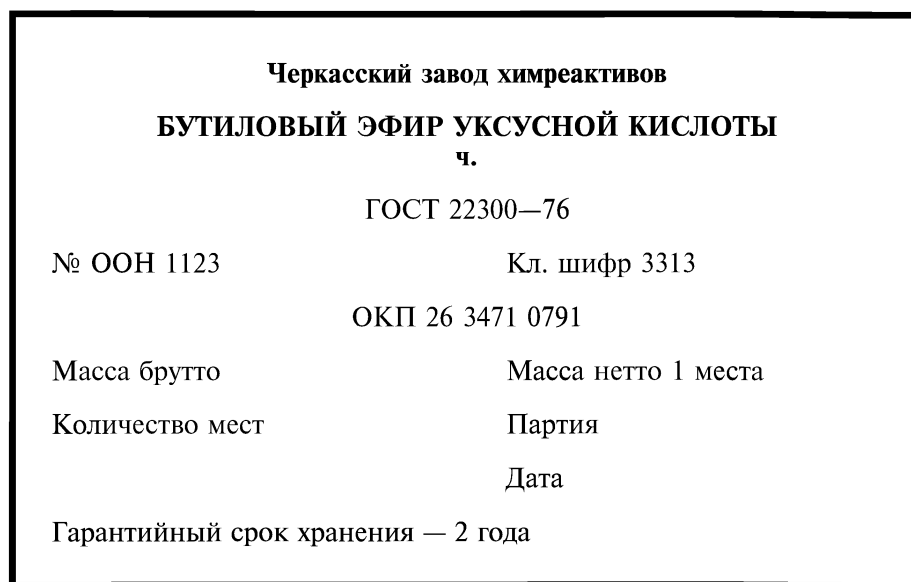 Черкасский завод химреактивов
БУТИЛОВЫЙ ЭФИР УКСУСНОЙ КИСЛОТЫ
ч.
ГОСТ 22300—76
№ ООН 1123 Кл. шифр 3313
ОКП 26 3471 0791
Масса брутто Масса нетто 1 места
Количество мест Партия
Дата
Гарантийный срок хранения — 2 года